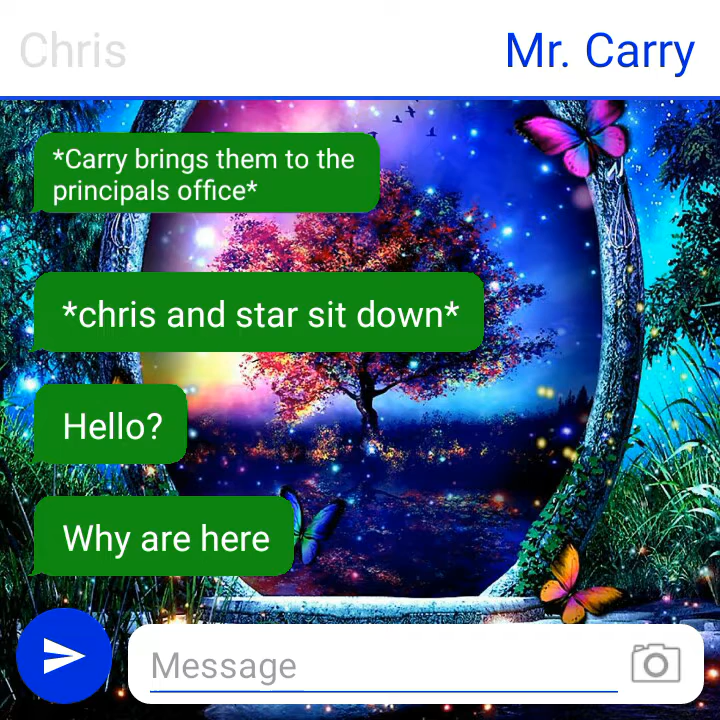 Chris
Mr. Carry
*Carry brings them to the
principals office*
*chris and star sit down*
Hello?
Why are here
Message